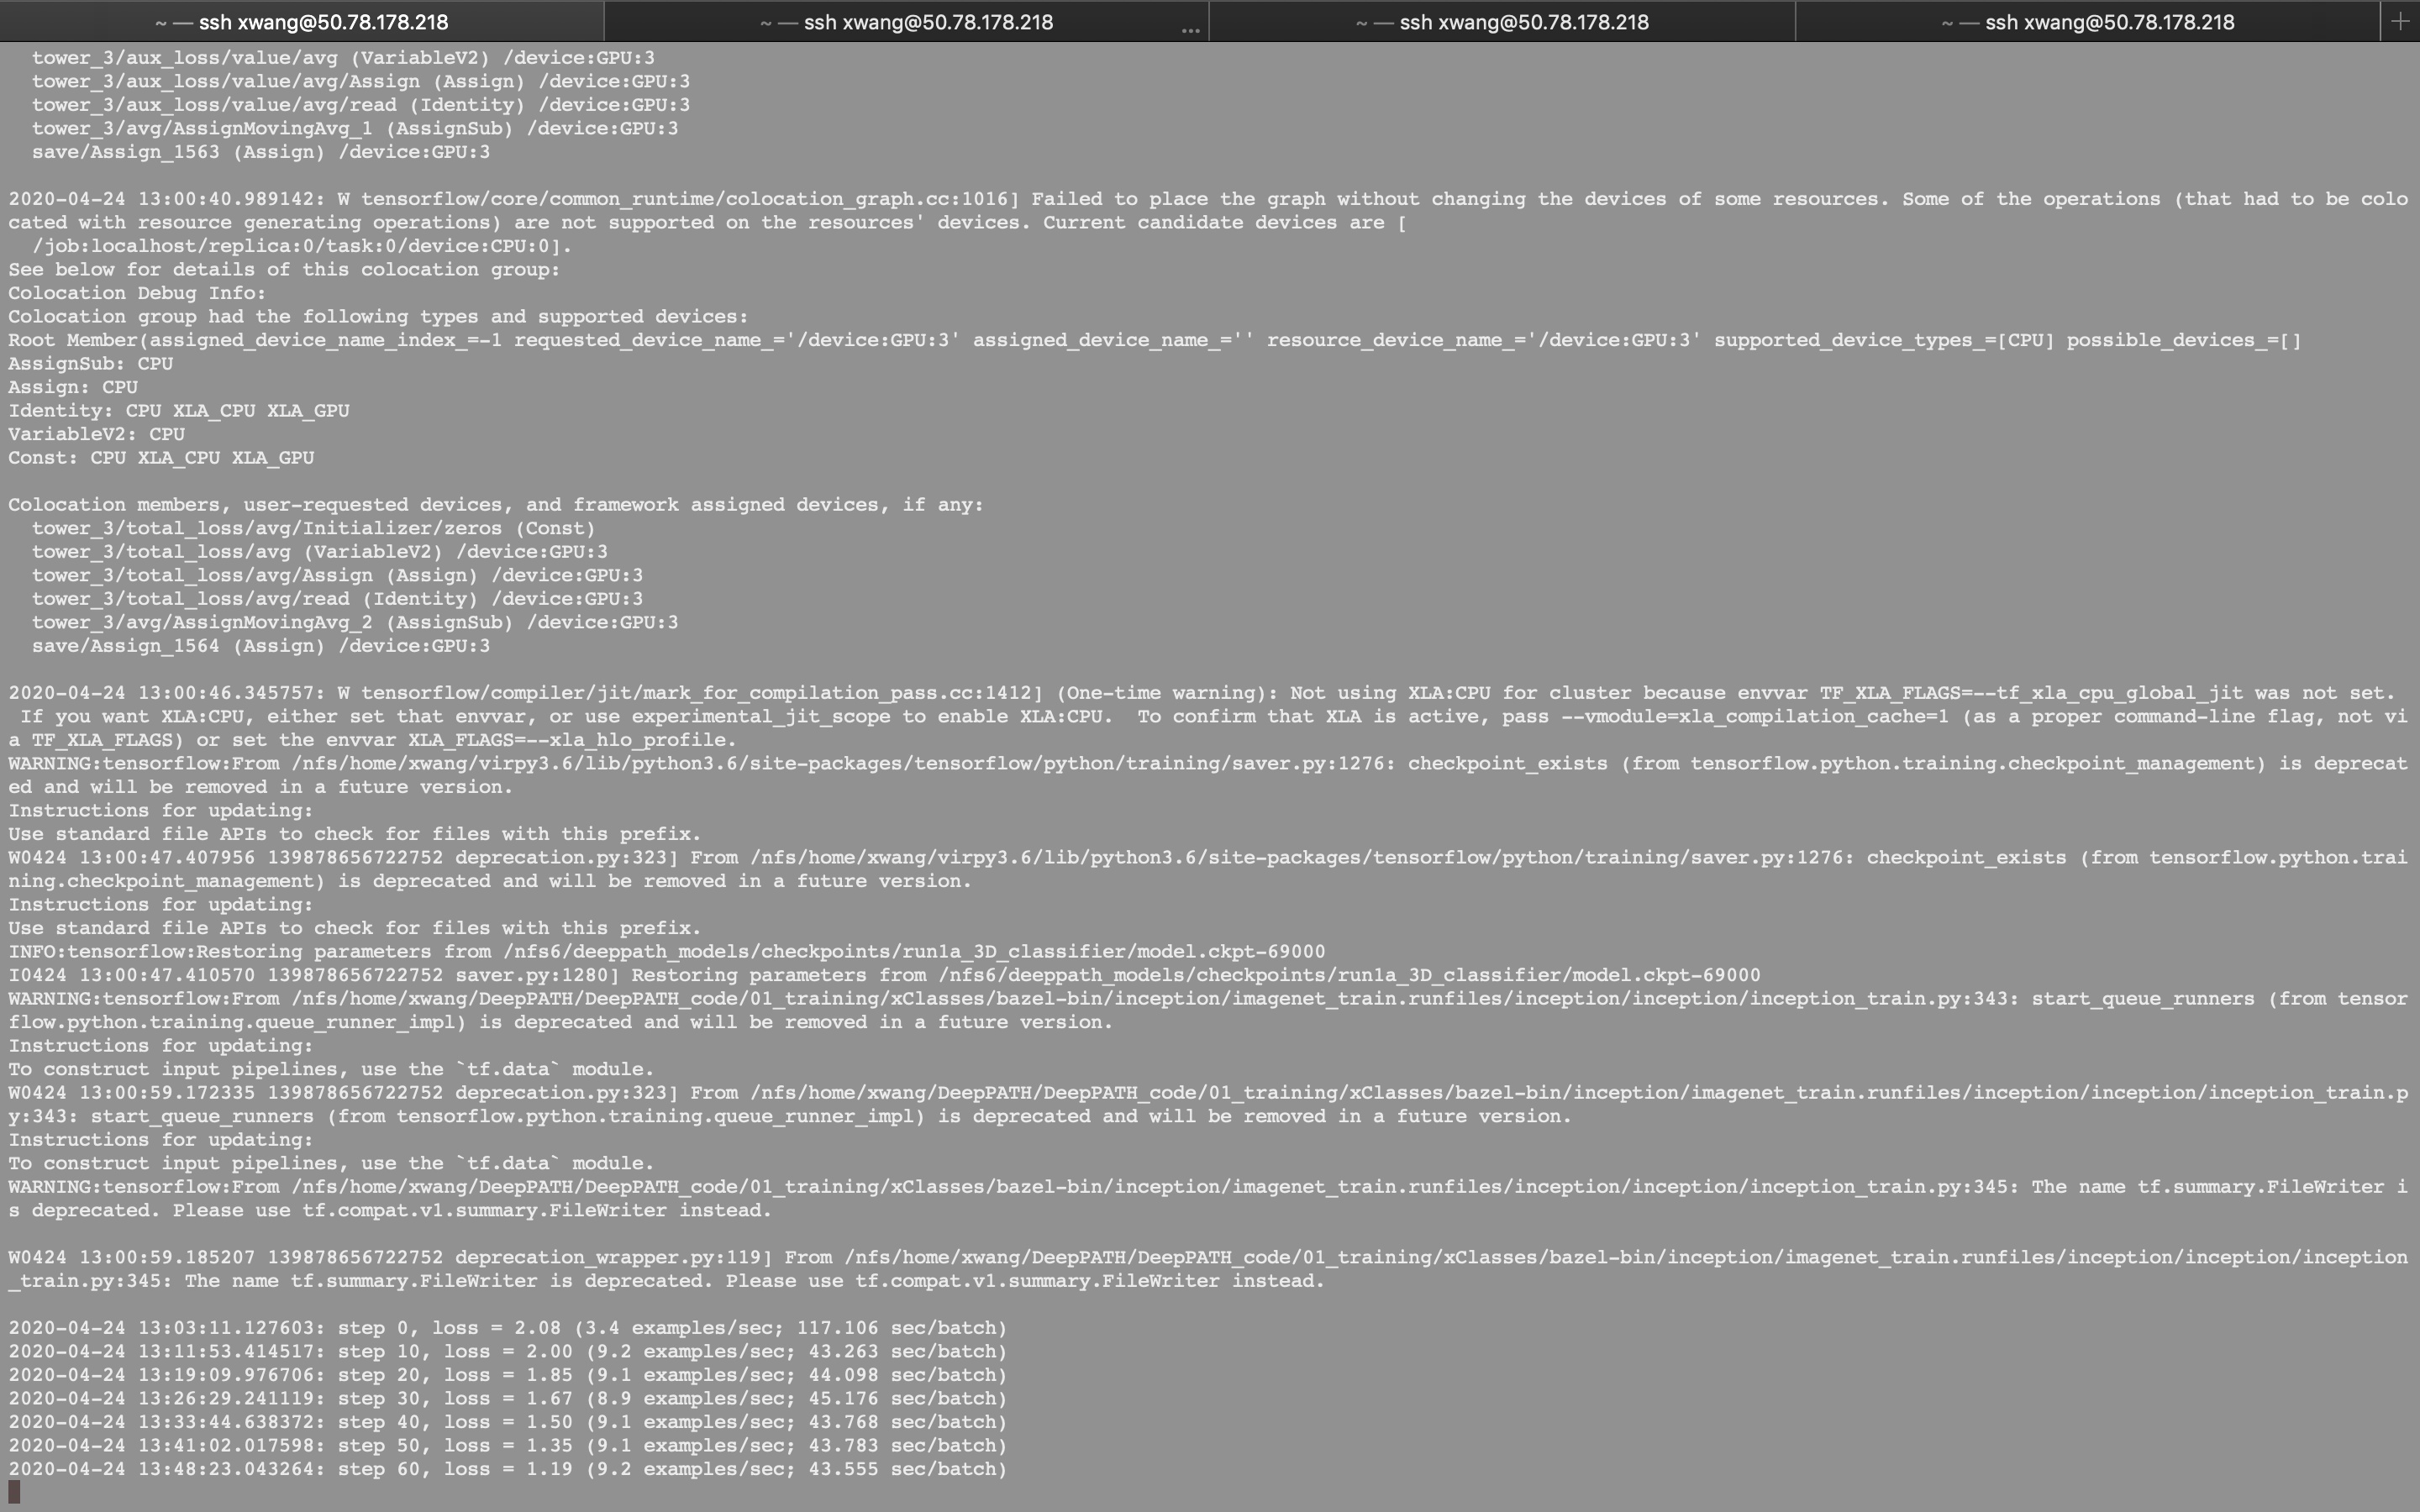 ~ — ssh xwang@50.78.178.218
~ — ssh xwang@50.78.178.218 ...
~ — ssh xwang@50.78.178.218
~ — ssh xwang@50.78.178.218 +
tower_3/aux_loss/value/avg (VariableV2) /device:GPU:3
tower_3/aux_loss/value/avg/Assign (Assign) /device:GPU:3
tower_3/aux_loss/value/avg/read (Identity) /device:GPU:3
tower_3/avg/AssignMovingAvg_1 (AssignSub) /device:GPU:3
save/Assign_1563 (Assign) /device:GPU:3
2020-04-24 13:00:40.989142: W tensorflow/core/common_runtime/colocation_graph.cc:1016] Failed to place the graph without changing the devices of some resources. Some of the operations (that had to be colo
cated with resource generating operations) are not supported on the resources' devices. Current candidate devices are [
/job:localhost/replica:0/task:0/device:CPU:0].
See below for details of this colocation group:
Colocation Debug Info:
Colocation group had the following types and supported devices:
Root Member(assigned_device_name_index_=-1 requested_device_name_='/device:GPU:3' assigned_device_name_='' resource_device_name_='/device:GPU:3' supported_device_types_=[CPU] possible_devices_=[]
AssignSub: CPU
Assign: CPU
Identity: CPU XLA_CPU XLA_GPU
VariableV2: CPU
Const: CPU XLA_CPU XLA_GPU
Colocation members, user-requested devices, and framework assigned devices, if any:
tower_3/total_loss/avg/Initializer/zeros (Const)
tower_3/total_loss/avg (VariableV2) /device:GPU:3
tower_3/total_loss/avg/Assign (Assign) /device:GPU:3
tower_3/total_loss/avg/read (Identity) /device:GPU:3
tower_3/avg/AssignMovingAvg_2 (AssignSub) /device:GPU:3
save/Assign_1564 (Assign) /device:GPU:3
2020-04-24 13:00:46.345757: W tensorflow/compiler/jit/mark_for_compilation_pass.cc:1412] (One-time warning): Not using XLA:CPU for cluster because envvar TF_XLA_FLAGS=--tf_xla_cpu_global_jit was not set.
If you want XLA:CPU, either set that envvar, or use experimental_jit_scope to enable XLA:CPU.  To confirm that XLA is active, pass --vmodule=xla_compilation_cache=1 (as a proper command-line flag, not vi
a TF_XLA_FLAGS) or set the envvar XLA_FLAGS=--xla_hlo_profile.
WARNING:tensorflow:From /nfs/home/xwang/virpy3.6/lib/python3.6/site-packages/tensorflow/python/training/saver.py:1276: checkpoint_exists (from tensorflow.python.training.checkpoint_management) is deprecat
ed and will be removed in a future version.
Instructions for updating:
Use standard file APIs to check for files with this prefix.
W0424 13:00:47.407956 139878656722752 deprecation.py:323] From /nfs/home/xwang/virpy3.6/lib/python3.6/site-packages/tensorflow/python/training/saver.py:1276: checkpoint_exists (from tensorflow.python.trai
ning.checkpoint_management) is deprecated and will be removed in a future version.
Instructions for updating:
Use standard file APIs to check for files with this prefix.
INFO:tensorflow:Restoring parameters from /nfs6/deeppath_models/checkpoints/run1a_3D_classifier/model.ckpt-69000
I0424 13:00:47.410570 139878656722752 saver.py:1280] Restoring parameters from /nfs6/deeppath_models/checkpoints/run1a_3D_classifier/model.ckpt-69000
WARNING:tensorflow:From /nfs/home/xwang/DeepPATH/DeepPATH_code/01_training/xClasses/bazel-bin/inception/imagenet_train.runfiles/inception/inception/inception_train.py:343: start_queue_runners (from tensor
flow.python.training.queue_runner_impl) is deprecated and will be removed in a future version.
Instructions for updating:
To construct input pipelines, use the `tf.data` module.
W0424 13:00:59.172335 139878656722752 deprecation.py:323] From /nfs/home/xwang/DeepPATH/DeepPATH_code/01_training/xClasses/bazel-bin/inception/imagenet_train.runfiles/inception/inception/inception_train.p
y:343: start_queue_runners (from tensorflow.python.training.queue_runner_impl) is deprecated and will be removed in a future version.
Instructions for updating:
To construct input pipelines, use the `tf.data` module.
WARNING:tensorflow:From /nfs/home/xwang/DeepPATH/DeepPATH_code/01_training/xClasses/bazel-bin/inception/imagenet_train.runfiles/inception/inception/inception_train.py:345: The name tf.summary.FileWriter i
s deprecated. Please use tf.compat.v1.summary.FileWriter instead.
W0424 13:00:59.185207 139878656722752 deprecation_wrapper.py:119] From /nfs/home/xwang/DeepPATH/DeepPATH_code/01_training/xClasses/bazel-bin/inception/imagenet_train.runfiles/inception/inception/inception
_train.py:345: The name tf.summary.FileWriter is deprecated. Please use tf.compat.v1.summary.FileWriter instead.
2020-04-24 13:03:11.127603: step 0, loss = 2.08 (3.4 examples/sec; 117.106 sec/batch)
2020-04-24 13:11:53.414517: step 10, loss = 2.00 (9.2 examples/sec; 43.263 sec/batch)
2020-04-24 13:19:09.976706: step 20, loss = 1.85 (9.1 examples/sec; 44.098 sec/batch)
2020-04-24 13:26:29.241119: step 30, loss = 1.67 (8.9 examples/sec; 45.176 sec/batch)
2020-04-24 13:33:44.638372: step 40, loss = 1.50 (9.1 examples/sec; 43.768 sec/batch)
2020-04-24 13:41:02.017598: step 50, loss = 1.35 (9.1 examples/sec; 43.783 sec/batch)
2020-04-24 13:48:23.043264: step 60, loss = 1.19 (9.2 examples/sec; 43.555 sec/batch)